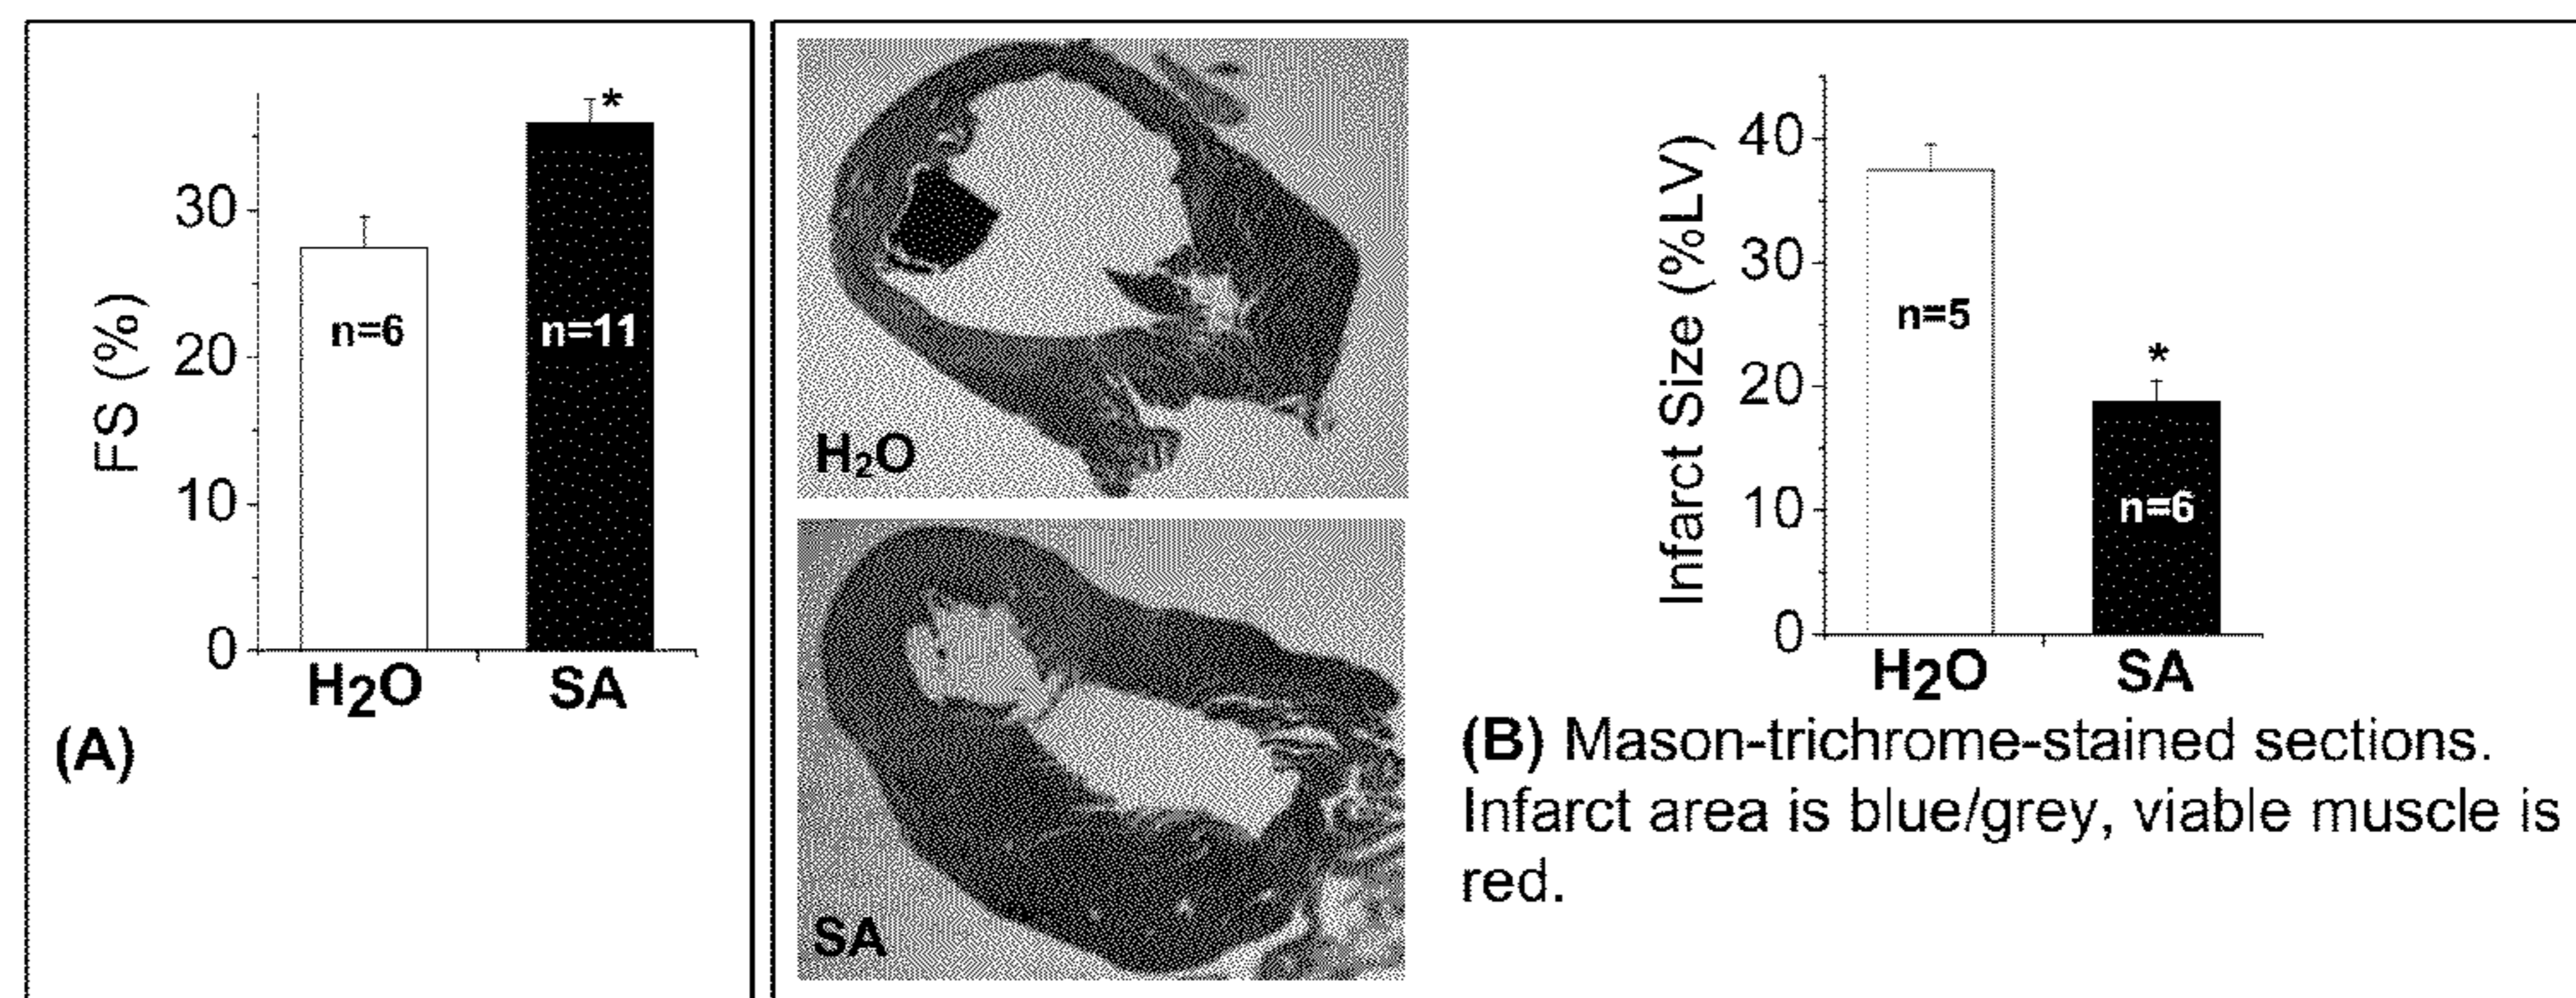 *
30
n=6
n=11
20
FS (%)
10
0
H2O
SA
(A)
H₂O
SA
40
30
n=5
Infarct Size (%LV)
*
20
n=6
10
0
H2O
SA
(B) Mason-trichrome-stained sections.
Infarct area is blue/grey, viable muscle is
red.